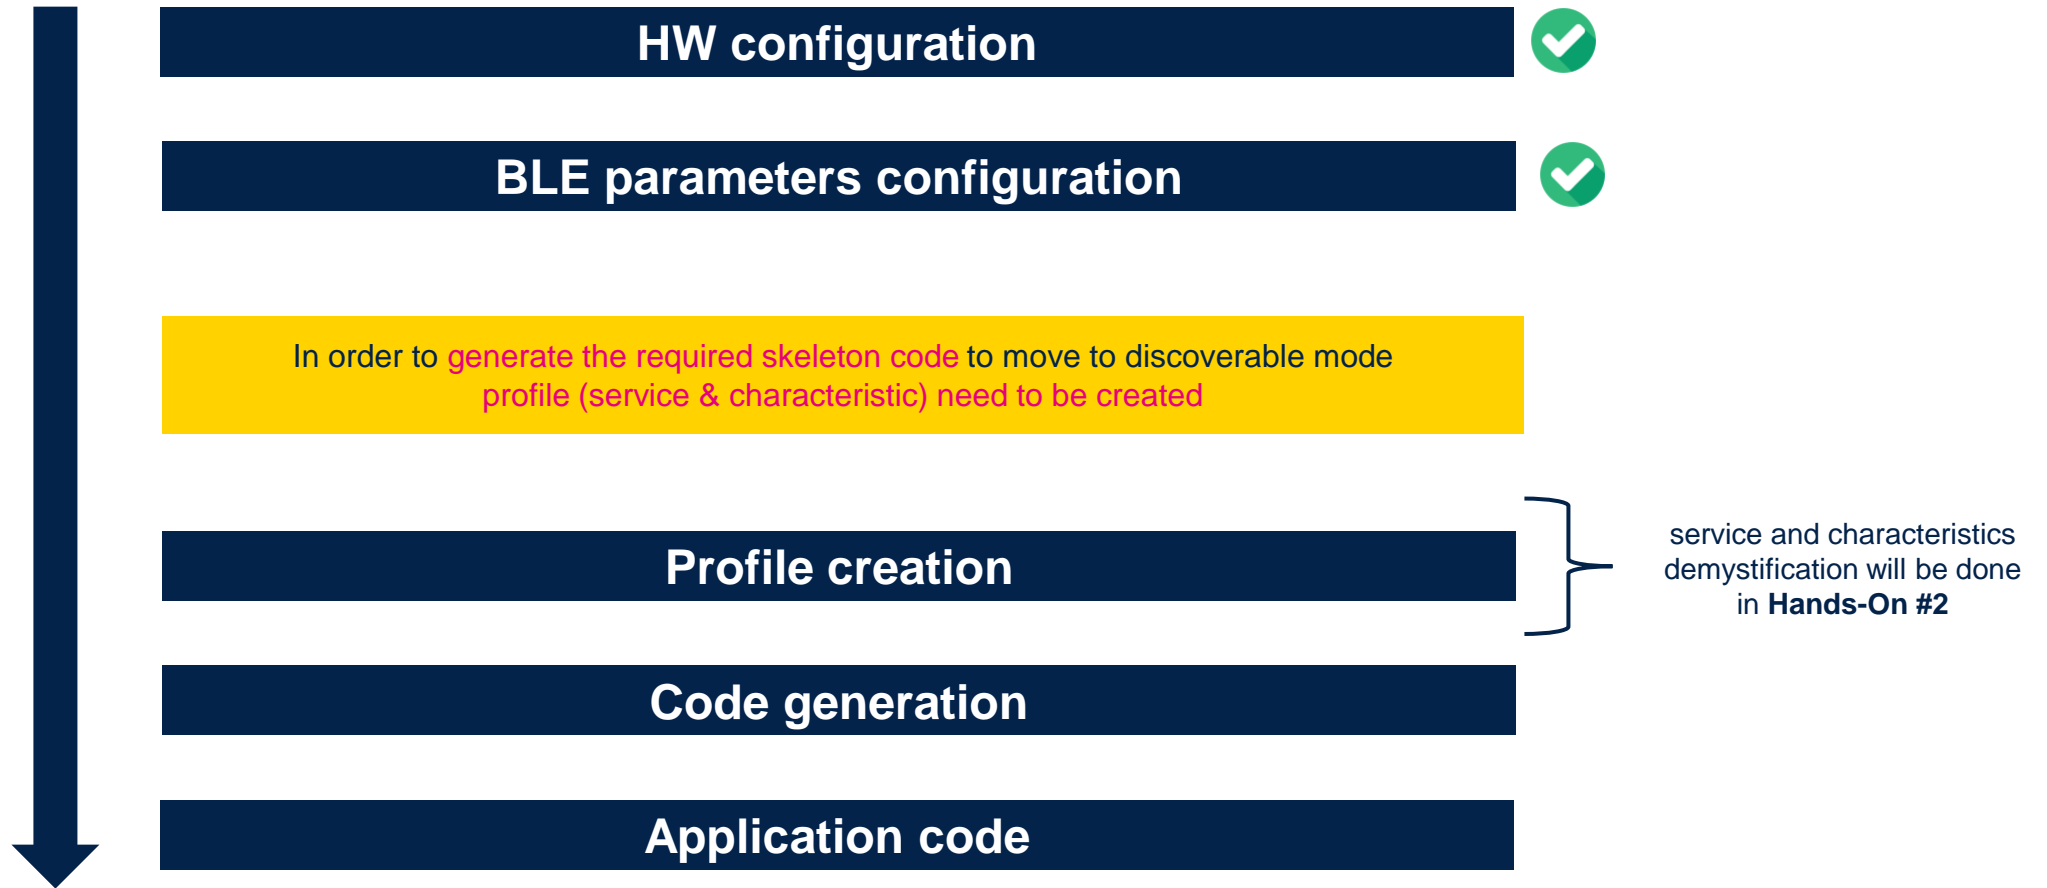 HW configuration
BLE parameters configuration
In order to generate the required skeleton code to move to discoverable mode
profile (service & characteristic) need to be created
Profile creation
service and characteristics
demystification will be done
in Hands-On #2
Code generation
Application code